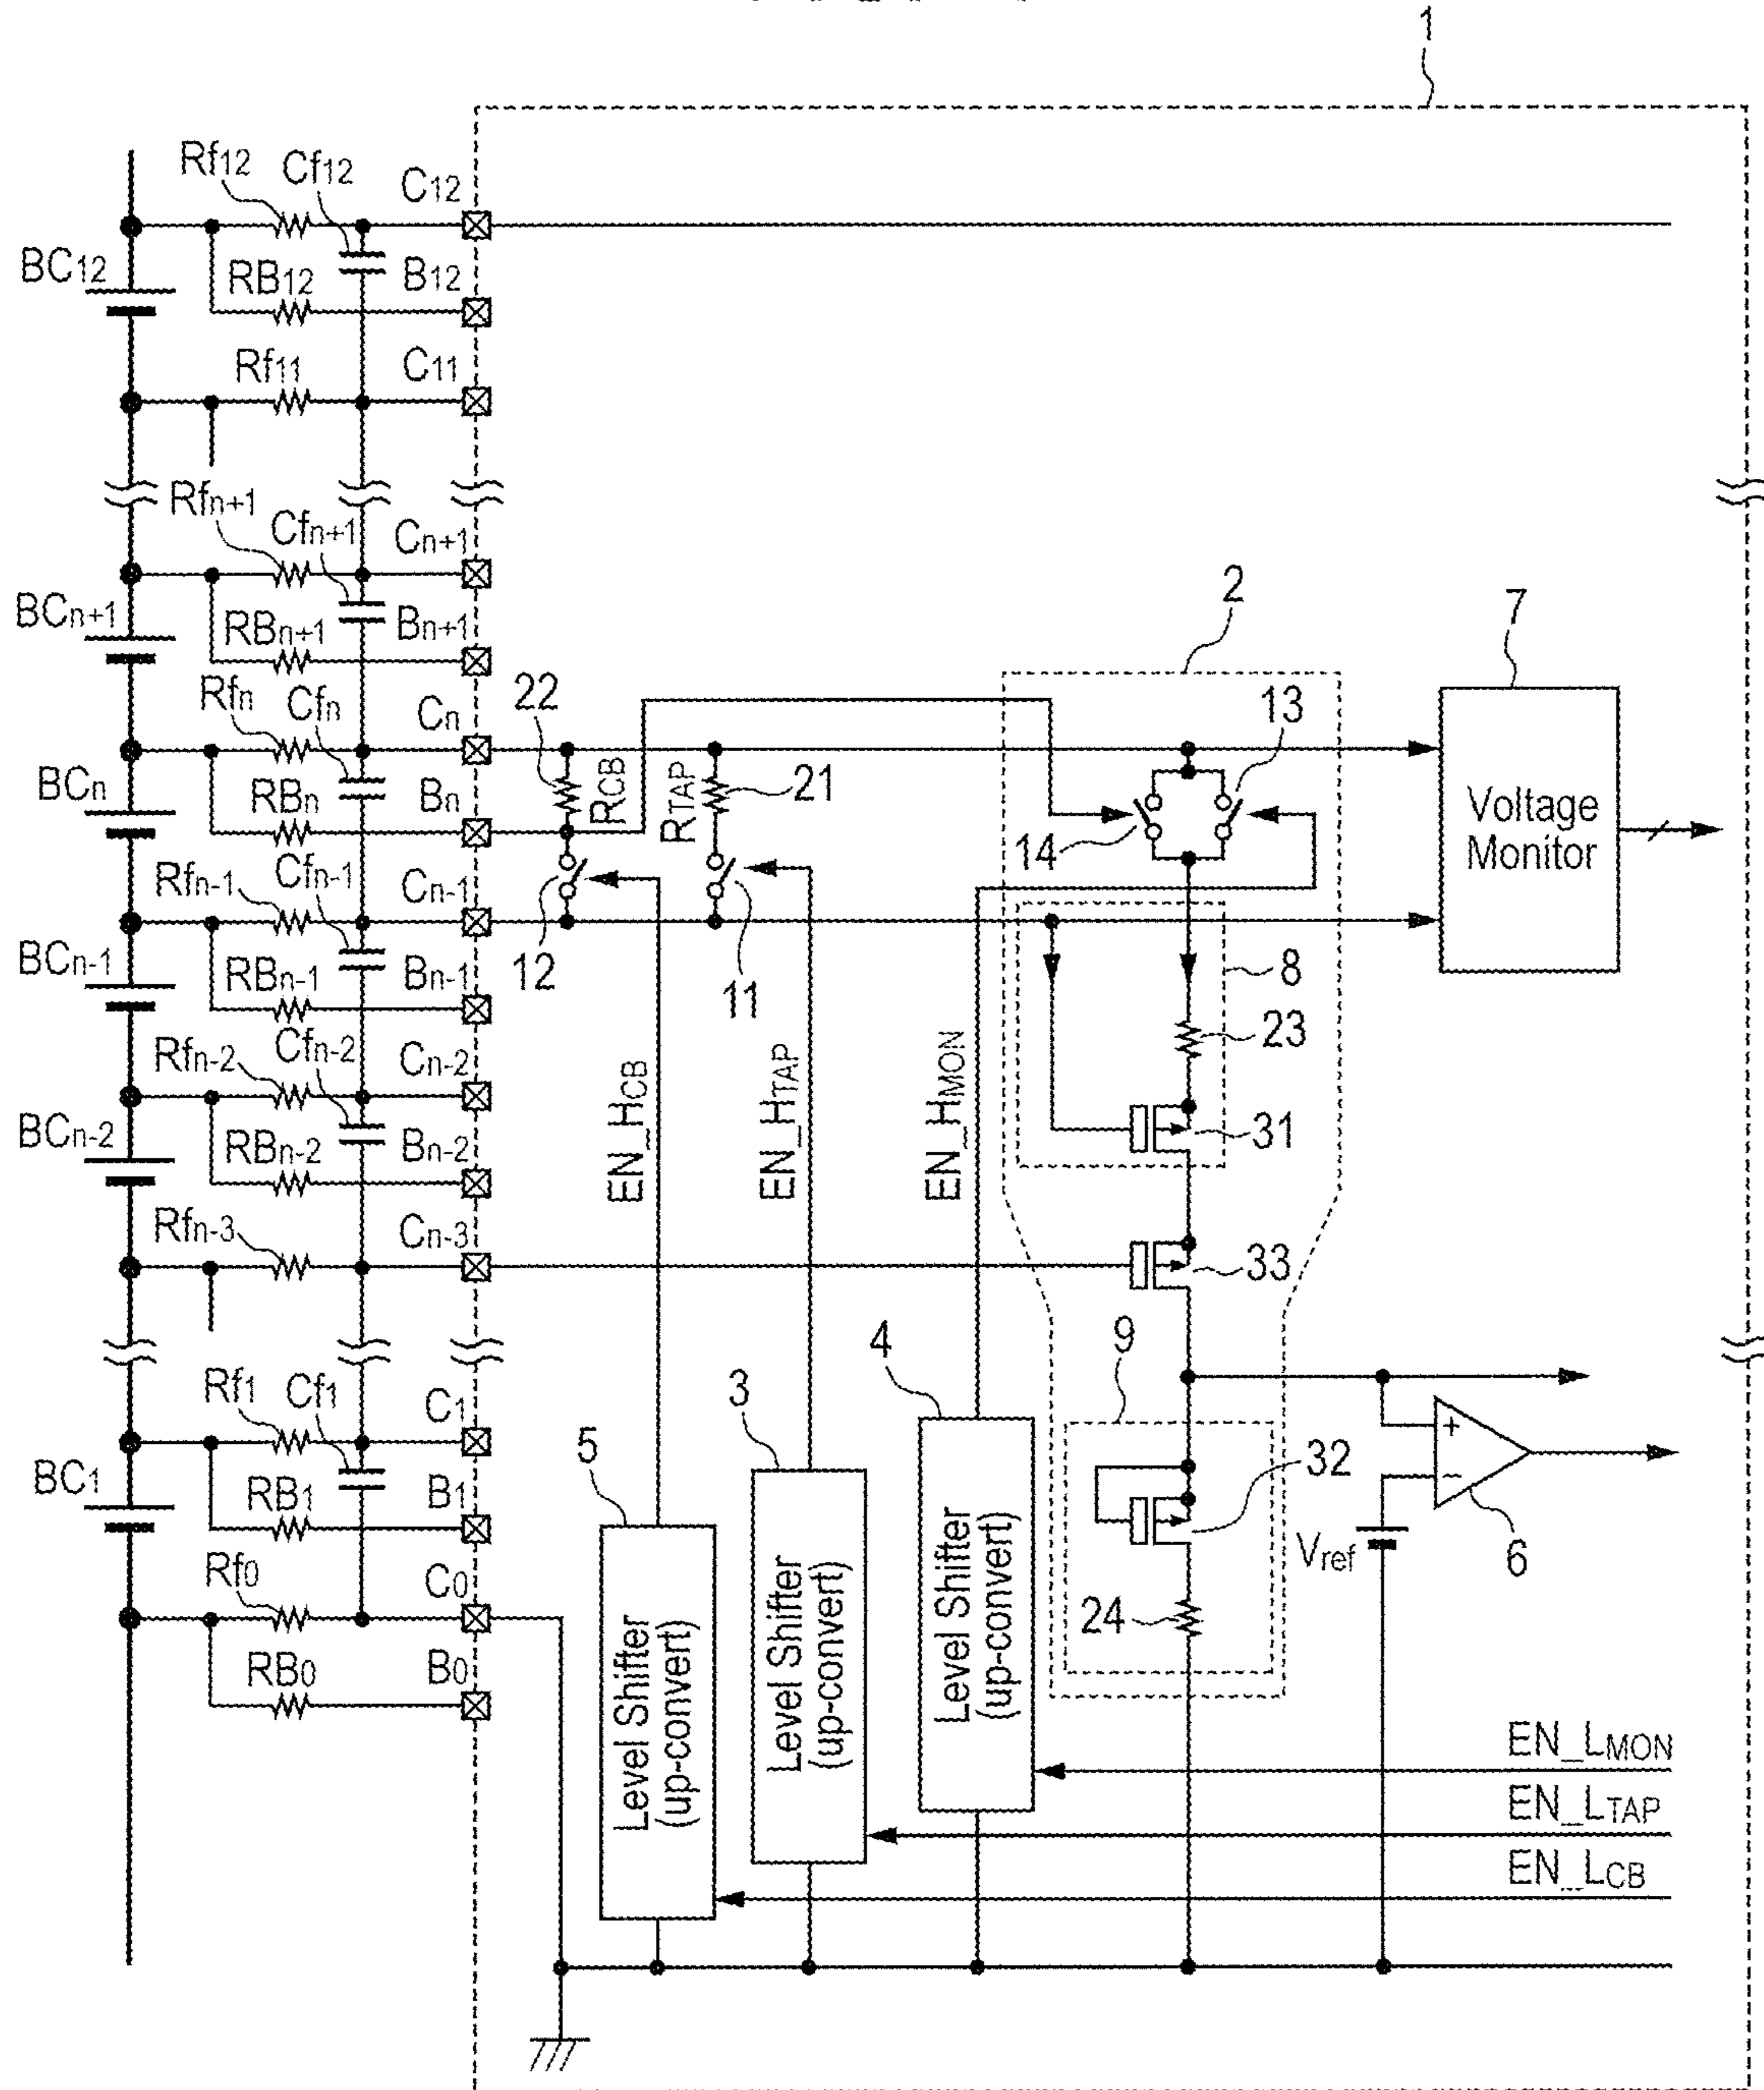 1
Rf12
Cf12
C12
BC12
RB12
B12
Rf11
C11
Rfn+1
Cfn+1
Cn+1
BCn+1
RBn+1
Bn+1
2
7
Rfn
Cfn
Cn
22
13
BCn
RBn
Bn
RCB
RTAP
21
14
Voltage
Monitor
Rfn-1
Cfn-1
Cn-1
12
11
8
BCn-1
RBn-1
Bn-1
23
Rfn-2
Cfn-2
Cn-2
EN_HCB
EN_HTAP
EN_HMON
31
BCn-2
RBn-2
Bn-2
Rfn-3
Cn-3
33
9
4
Rf1
Cf1
C1
3
5
32
BC1
RB1
B1
Vref
6
Rf0
C0
24
RB0
B0
Level Shifter
(up-convert)
Level Shifter
(up-convert)
Level Shifter
(up-convert)
EN_LMON
EN_LTAP
EN_LCB